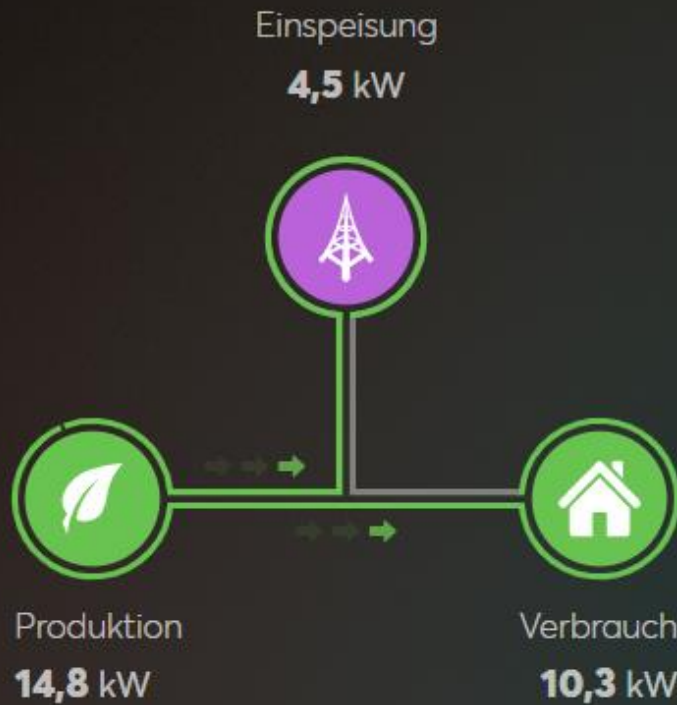 Einspeisung
4,5 kW
Produktion
14,8 kW
Verbrauch
10,3 kW